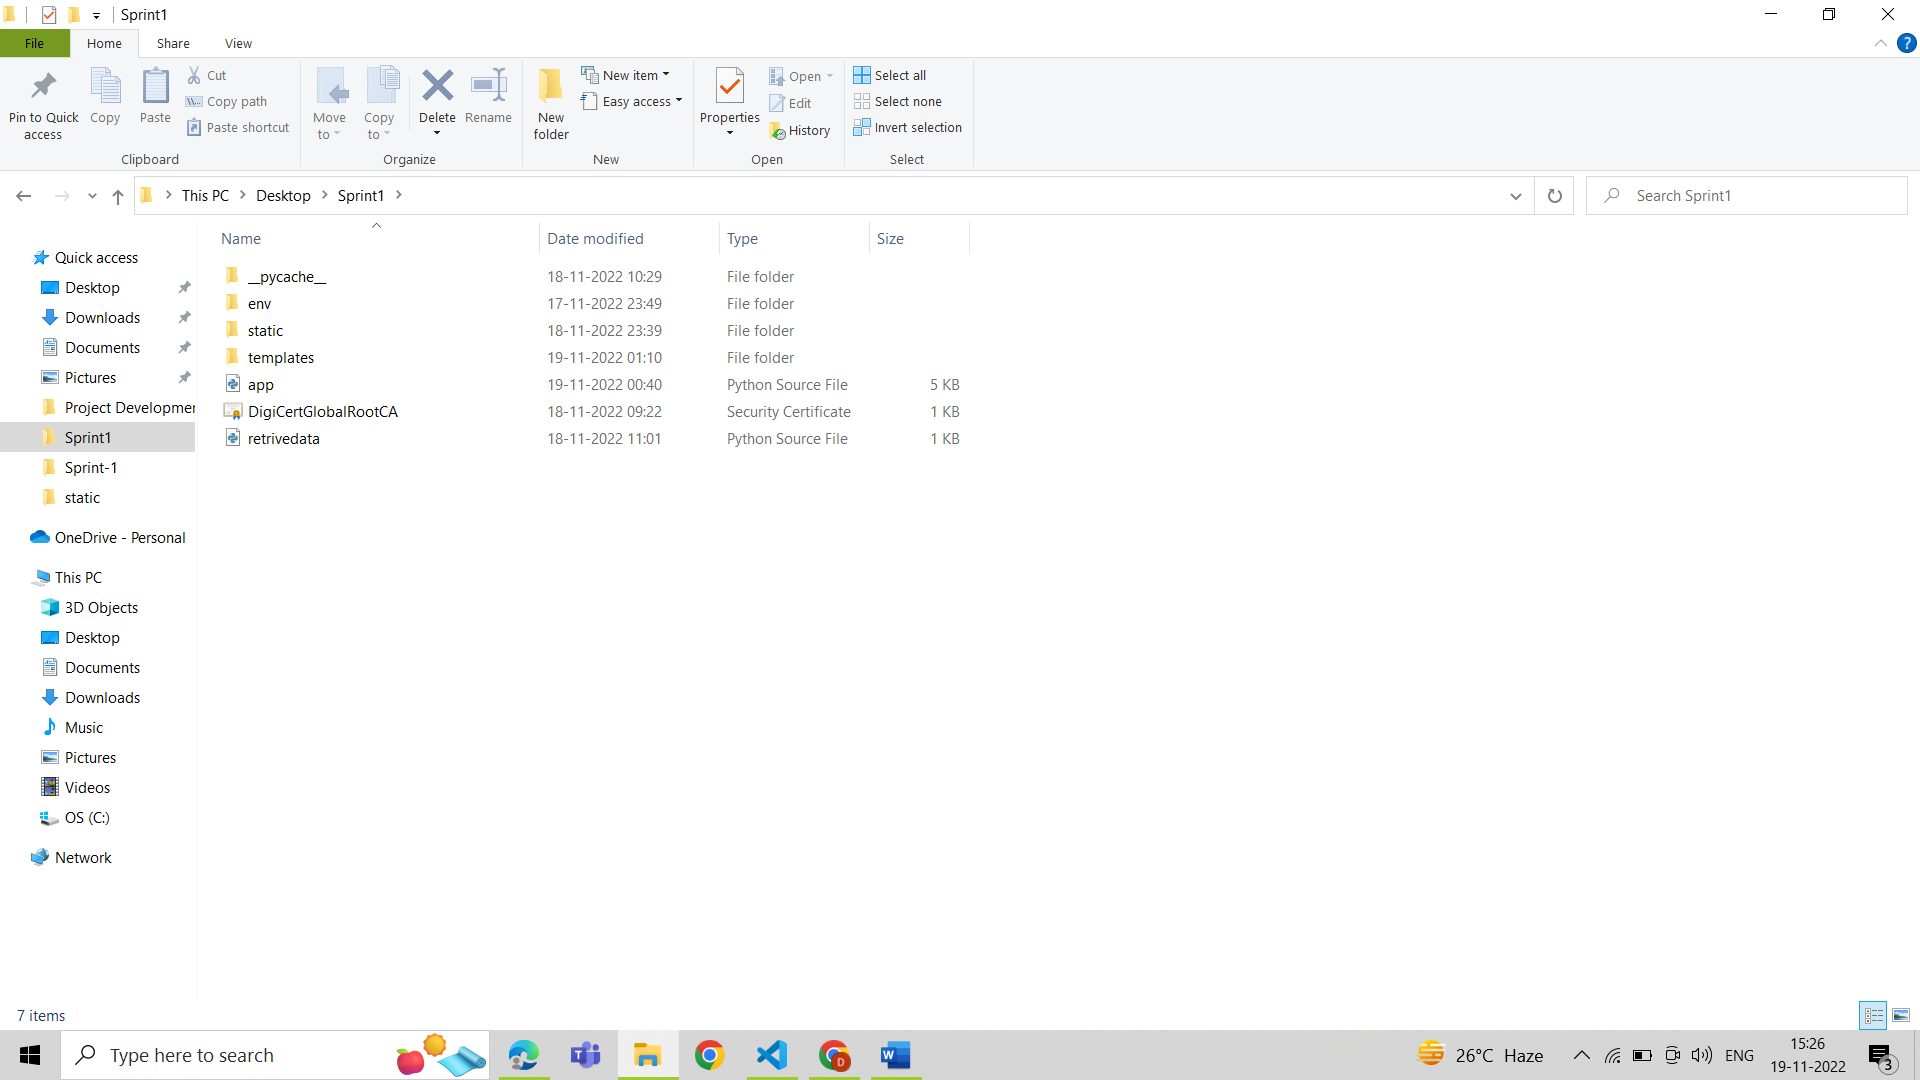 Sprint1
File Home Share View
Pin to Quick access
Copy
Paste
Cut
Copy path
Paste shortcut
Clipboard
Move to
Copy to
Delete
Rename
Organize
New folder
New item
Easy access
New
Properties
Open
Edit
History
Open
Select all
Select none
Invert selection
Select
This PC Desktop Sprint1
Search Sprint1
Name Date modified Type Size
__pycache__ 18-11-2022 10:29 File folder
env 17-11-2022 23:49 File folder
static 18-11-2022 23:39 File folder
templates 19-11-2022 01:10 File folder
app 19-11-2022 00:40 Python Source File 5 KB
DigiCertGlobalRootCA 18-11-2022 09:22 Security Certificate 1 KB
retrivedata 18-11-2022 11:01 Python Source File 1 KB
Quick access
Desktop
Downloads
Documents
Pictures
Project Developmer
Sprint1
Sprint-1
static
OneDrive - Personal
This PC
3D Objects
Desktop
Documents
Downloads
Music
Pictures
Videos
OS (C:)
Network
7 items
Type here to search
26°C Haze
ENG
15:26
19-11-2022
3